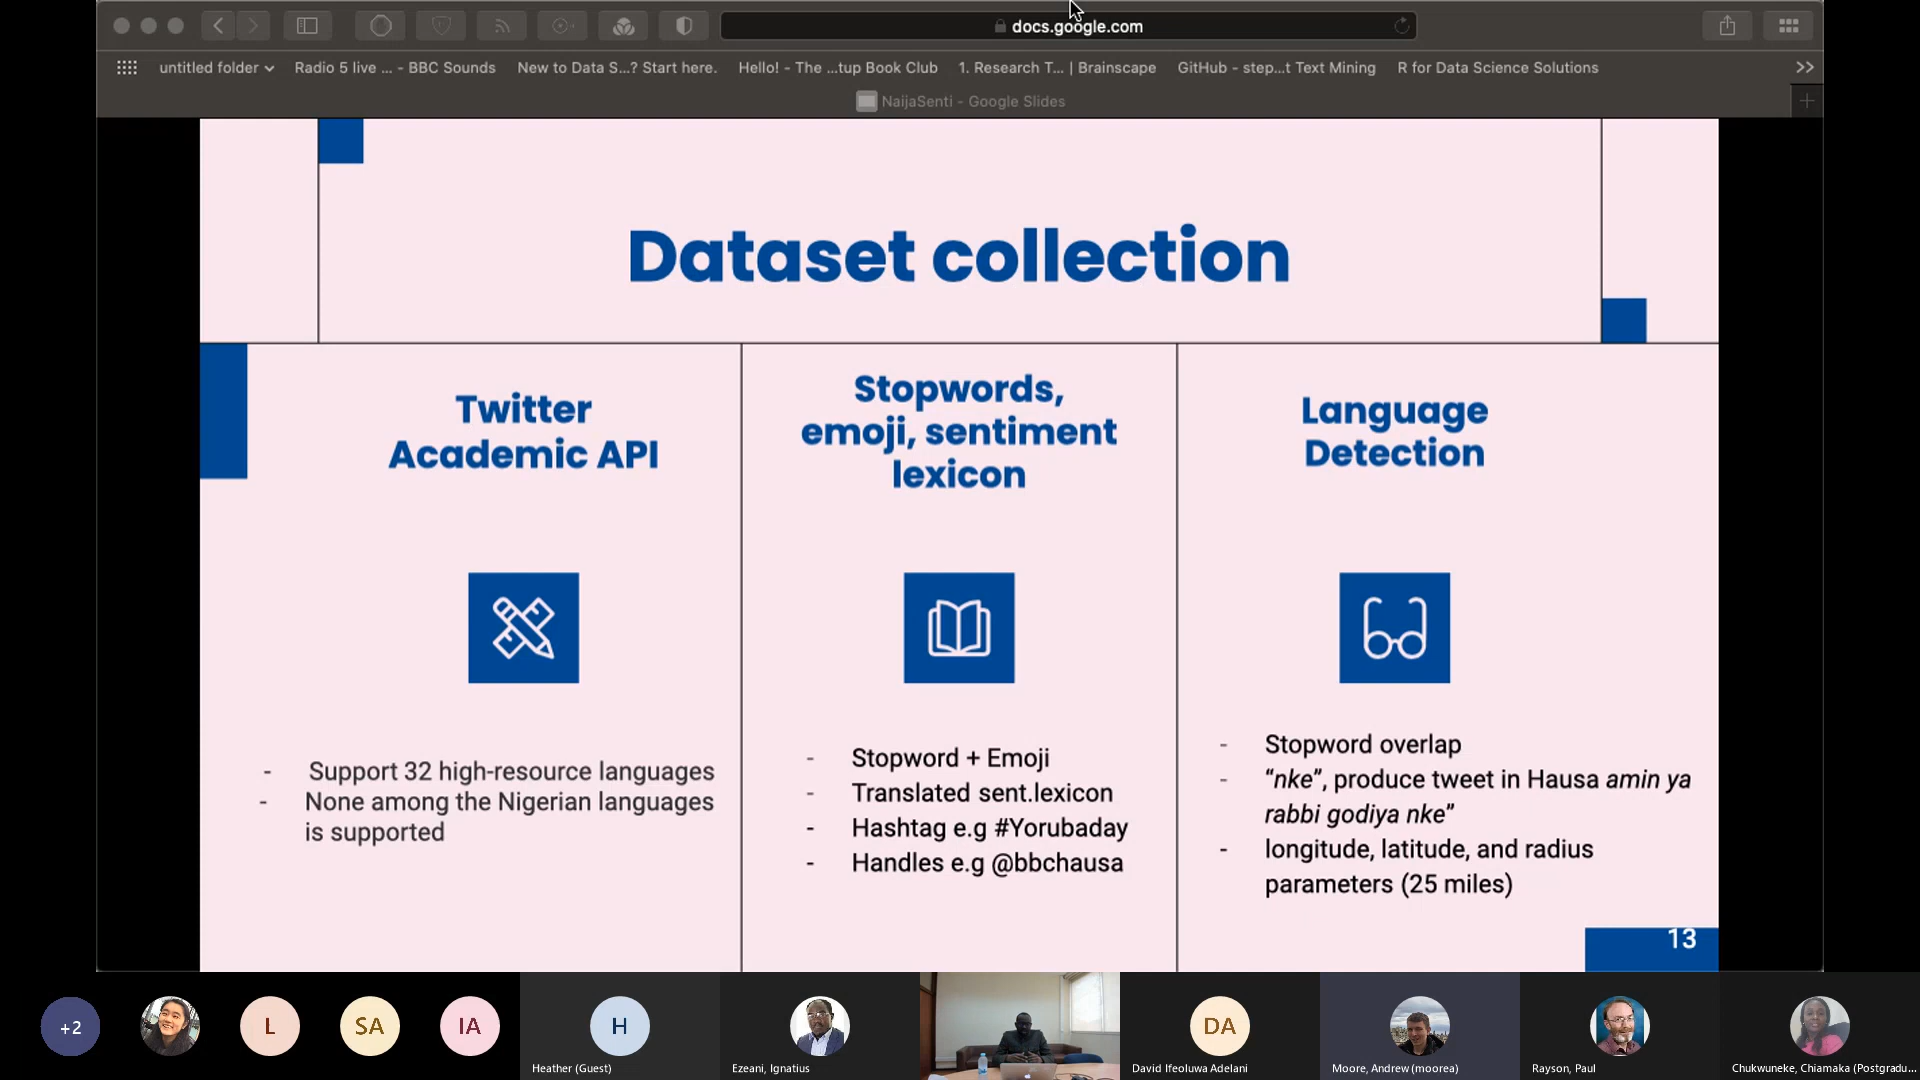 docs.google.com
untitled folder
Radio 5 live ... - BBC Sounds
New to Data S...? Start here.
Hello! - The ...tup Book Club
1. Research T... | Brainscape
GitHub - step...t Text Mining
R for Data Science Solutions
NaijaSenti - Google Slides
Dataset collection
Twitter
Academic API
- Support 32 high-resource languages
- None among the Nigerian languages
is supported
Stopwords,
emoji, sentiment
lexicon
- Stopword + Emoji
- Translated sent.lexicon
- Hashtag e.g #Yorubaday
- Handles e.g @bbchausa
Language
Detection
- Stopword overlap
- “nke”, produce tweet in Hausa amin ya
rabbi godiya nke”
- longitude, latitude, and radius
parameters (25 miles)
13
+2
L
SA
IA
H
Heather (Guest)
Ezeani, Ignatius
DA
David Ifeoluwa Adelani
Moore, Andrew (moorea)
Rayson, Paul
Chukwuneke, Chiamaka (Postgradu...